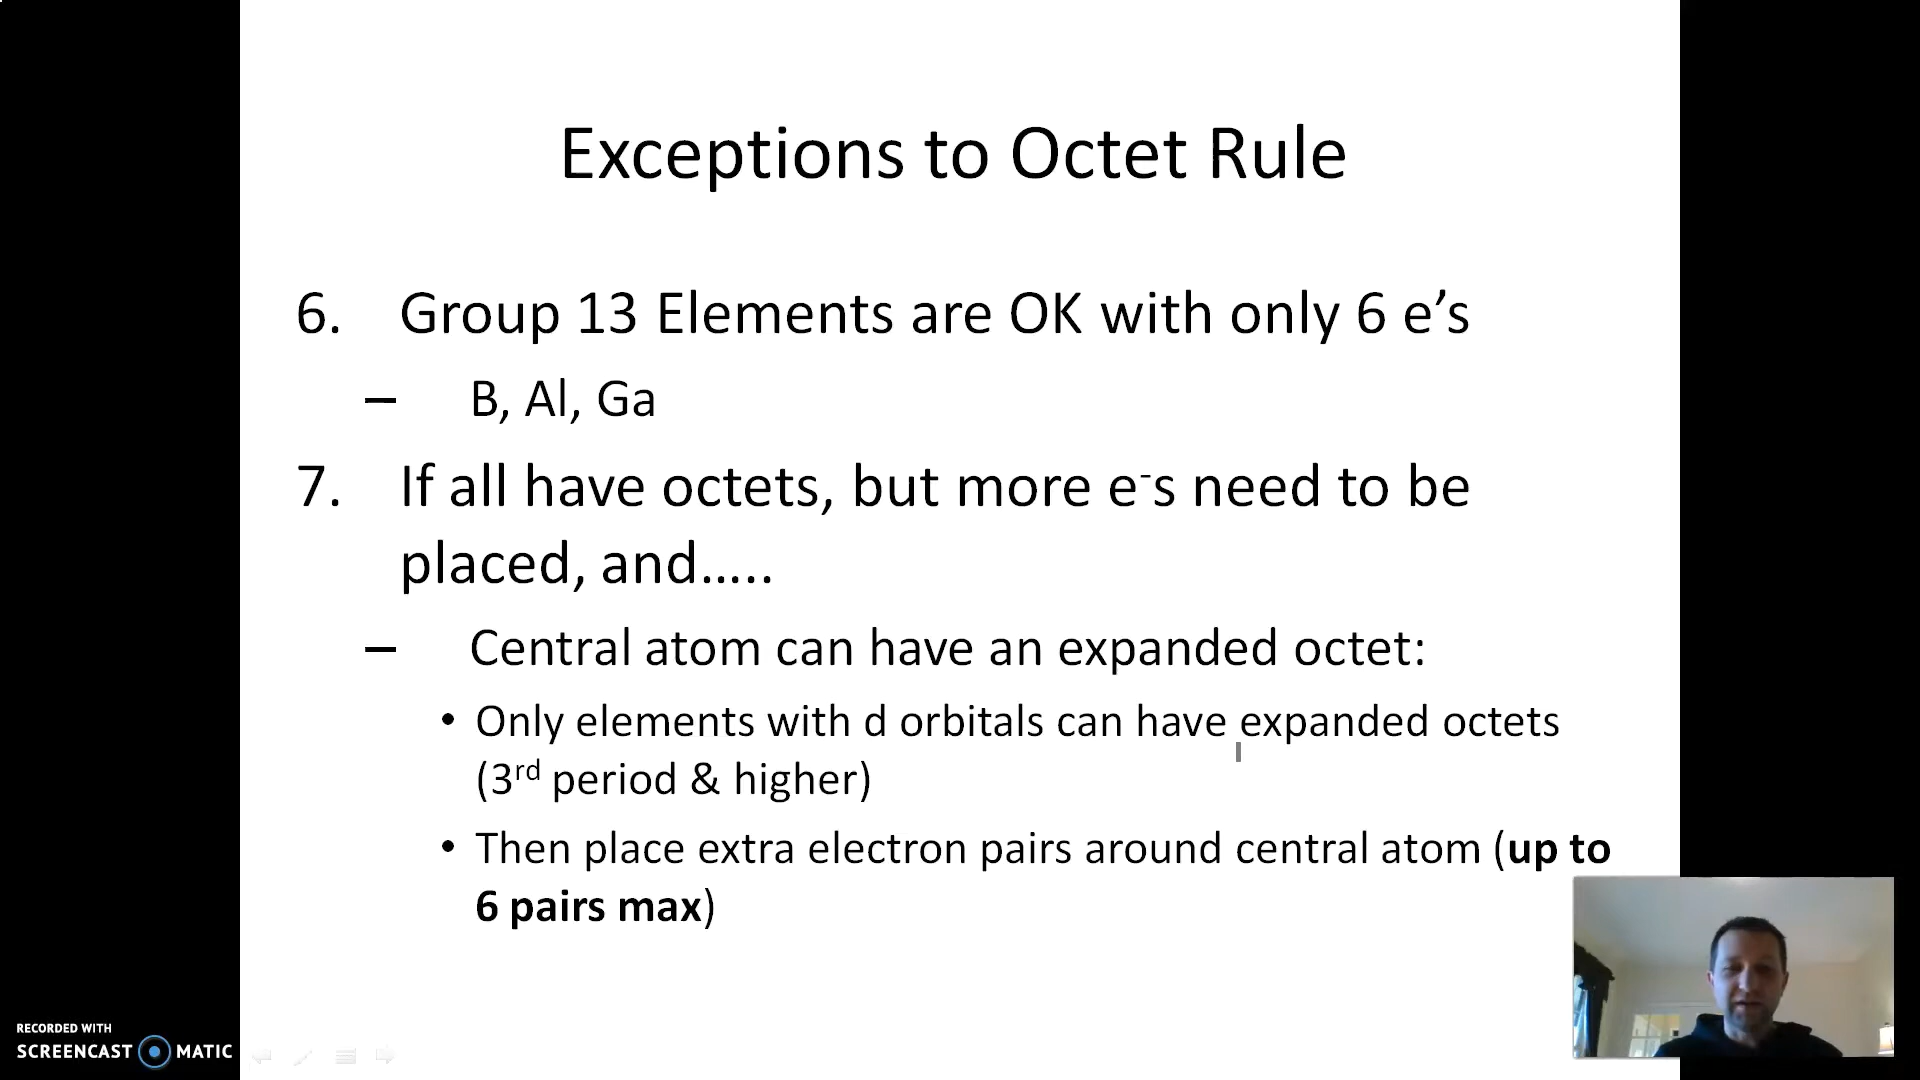 Exceptions to Octet Rule
6. Group 13 Elements are OK with only 6 e’s
– B, Al, Ga
7. If all have octets, but more e⁻s need to be
placed, and…..
– Central atom can have an expanded octet:
• Only elements with d orbitals can have expanded octets
(3rd period & higher)
• Then place extra electron pairs around central atom (up to
6 pairs max)
RECORDED WITH
SCREENCAST MATIC